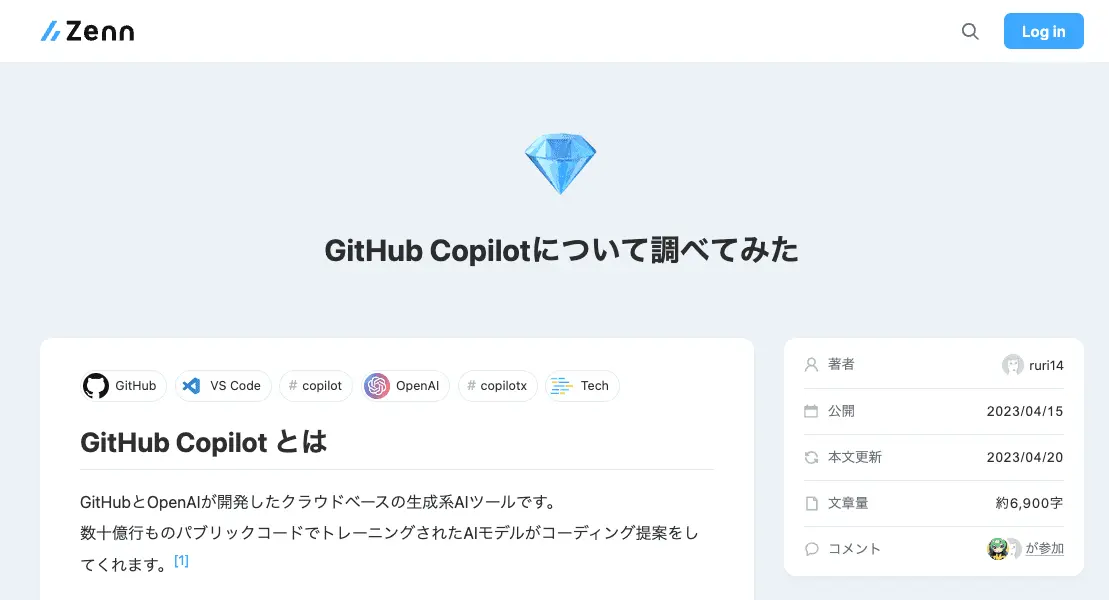 Zenn
Log in
GitHub Copilotについて調べてみた
GitHub
VS Code
# copilot
OpenAI
# copilotx
Tech
GitHub Copilot とは
GitHubとOpenAIが開発したクラウドベースの生成系AIツールです。
数十億行ものパブリックコードでトレーニングされたAIモデルがコーディング提案をし
てくれます。[1]
著者 ruri14
公開 2023/04/15
本文更新 2023/04/20
文章量 約6,900字
コメント が参加